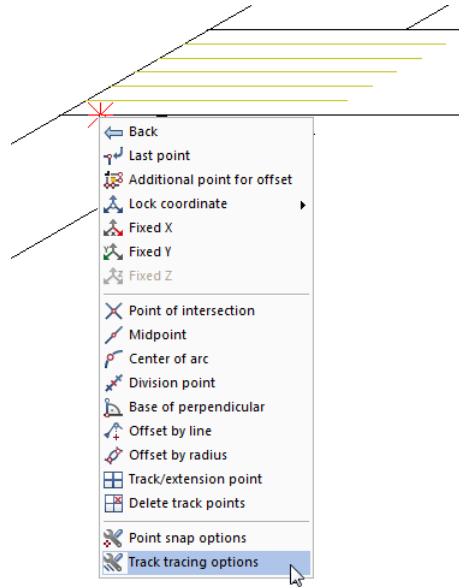 Back
Last point
Additional point for offset
Lock coordinate
Fixed X
Fixed Y
Fixed Z
Point of intersection
Midpoint
Center of arc
Division point
Base of perpendicular
Offset by line
Offset by radius
Track/extension point
Delete track points
Point snap options
Track tracing options